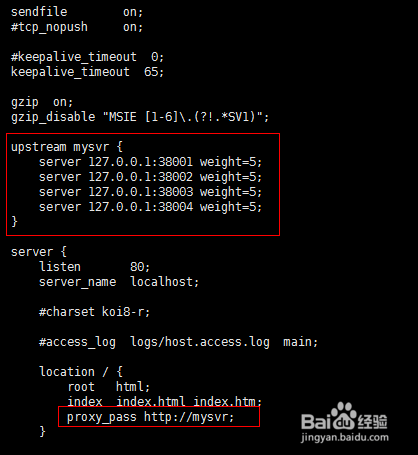 sendfile        on;
#tcp_nopush     on;
#keepalive_timeout  0;
keepalive_timeout  65;
gzip  on;
gzip_disable "MSIE [1-6]\.(?!.*SV1)";
upstream mysvr {
    server 127.0.0.1:38001 weight=5;
    server 127.0.0.1:38002 weight=5;
    server 127.0.0.1:38003 weight=5;
    server 127.0.0.1:38004 weight=5;
}
server {
    listen       80;
    server_name  localhost;
    #charset koi8-r;
    #access_log  logs/host.access.log  main;
    location / {
        root   html;
        index  index.html index.htm;
        proxy_pass http://mysvr;
    }
Bai du 经验
jingyan.baidu.com